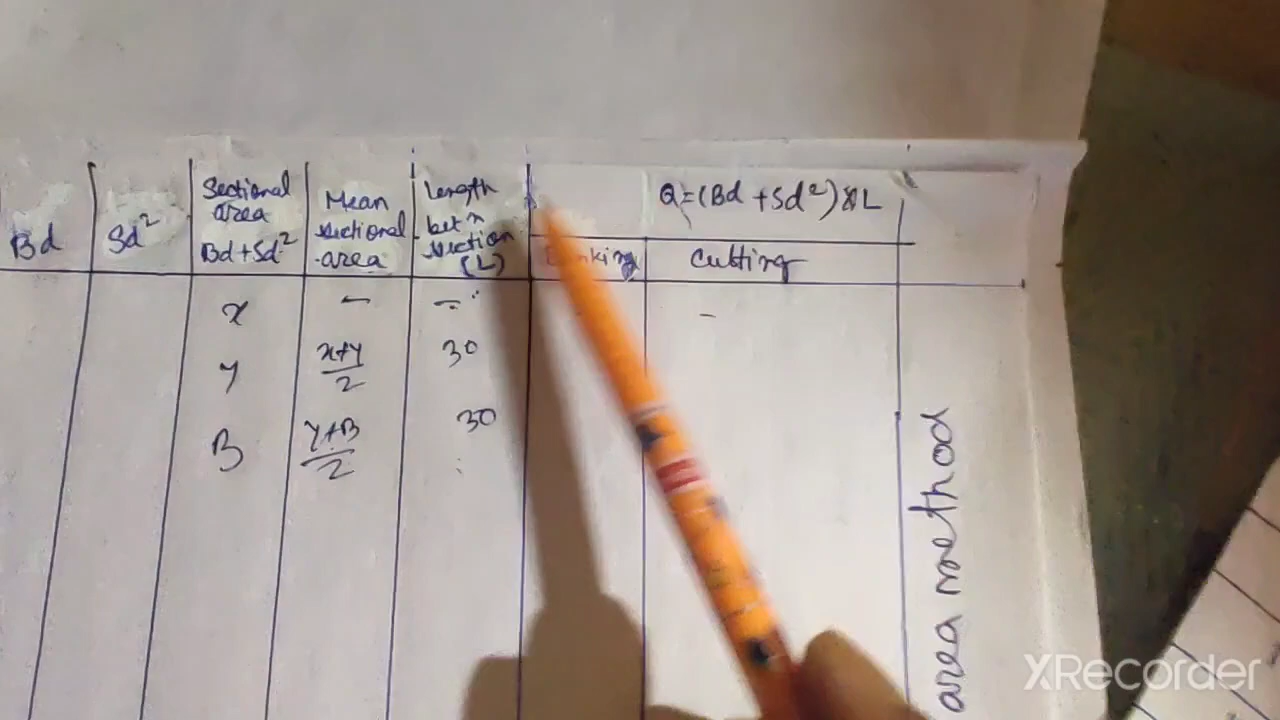 Bd
Sd²
Sectional
area
Bd+Sd²
Mean
sectional
area
Length
betn
section
(L)
Q=(Bd+Sd²)×L
Cutting
x
-
-
-
y
x+y
2
30
B
y+B
2
30
area method
XRecorder